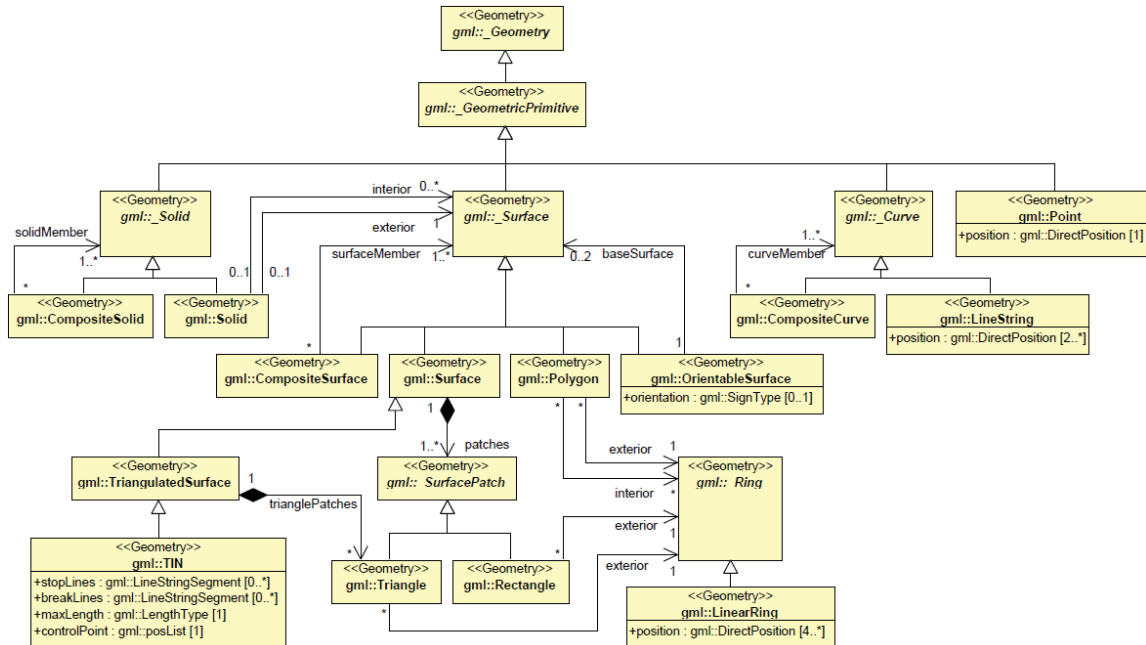 <<Geometry>>
gml::_Geometry
<<Geometry>>
gml::_GeometricPrimitive
<<Geometry>>
gml::_Solid
interior
0..*
<<Geometry>>
gml::_Surface
<<Geometry>>
gml::_Curve
<<Geometry>>
gml::Point
+position : gml::DirectPosition [1]
exterior
1
solidMember
1..*
surfaceMember
1..*
0..2
baseSurface
1..*
curveMember
0..1
0..1
*
<<Geometry>>
gml::CompositeSolid
<<Geometry>>
gml::Solid
*
<<Geometry>>
gml::CompositeCurve
<<Geometry>>
gml::LineString
+position : gml::DirectPosition [2..*]
*
1
<<Geometry>>
gml::CompositeSurface
<<Geometry>>
gml::Surface
<<Geometry>>
gml::Polygon
<<Geometry>>
gml::OrientableSurface
+orientation : gml::SignType [0..1]
1
*
*
1..*
patches
exterior
1
<<Geometry>>
gml::TriangulatedSurface
1
trianglePatches
<<Geometry>>
gml::_SurfacePatch
<<Geometry>>
gml::_Ring
interior
*
exterior
1
<<Geometry>>
gml::TIN
+stopLines : gml::LineStringSegment [0..*]
+breakLines : gml::LineStringSegment [0..*]
+maxLength : gml::LengthType [1]
+controlPoint : gml::posList [1]
*
<<Geometry>>
gml::Triangle
*
<<Geometry>>
gml::Rectangle
*
exterior
1
<<Geometry>>
gml::LinearRing
+position : gml::DirectPosition [4..*]